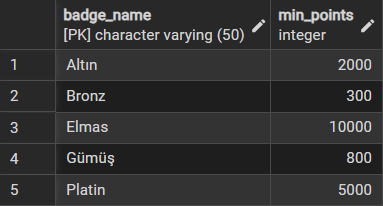 badge_name min_points
[PK] character varying (50) integer
1 Altın 2000
2 Bronz 300
3 Elmas 10000
4 Gümüş 800
5 Platin 5000